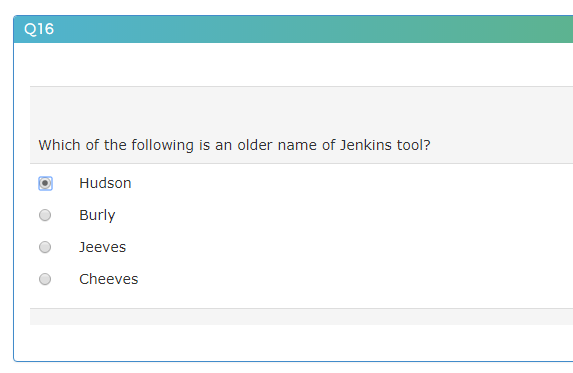 Q16
Which of the following is an older name of Jenkins tool?
Hudson
Burly
Jeeves
Cheeves